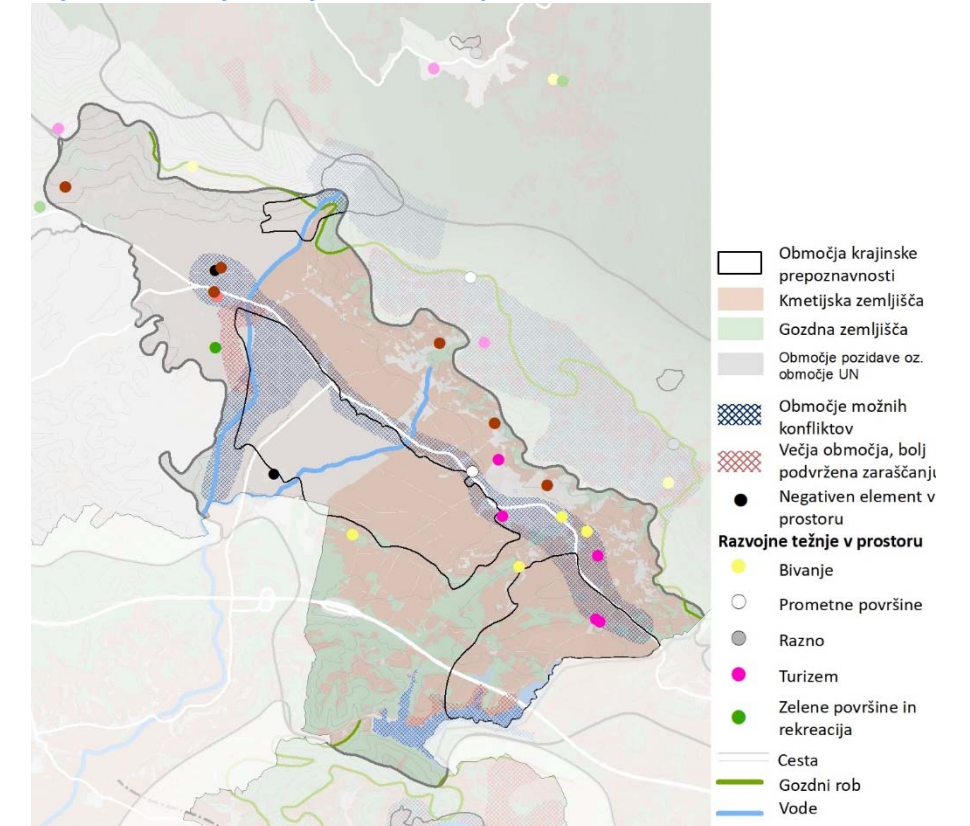 Območja krajinske
prepoznavnosti
Kmetijska zemljišča
Gozdna zemljišča
Območje pozidave oz.
območje UN
Območje možnih
konfliktov
Večja območja, bolj
podvržena zaraščanju
Negativen element v
prostoru
Razvojne težnje v prostoru
Bivanje
Prometne površine
Razno
Turizem
Zelene površine in
rekreacija
Cesta
Gozdni rob
Vode